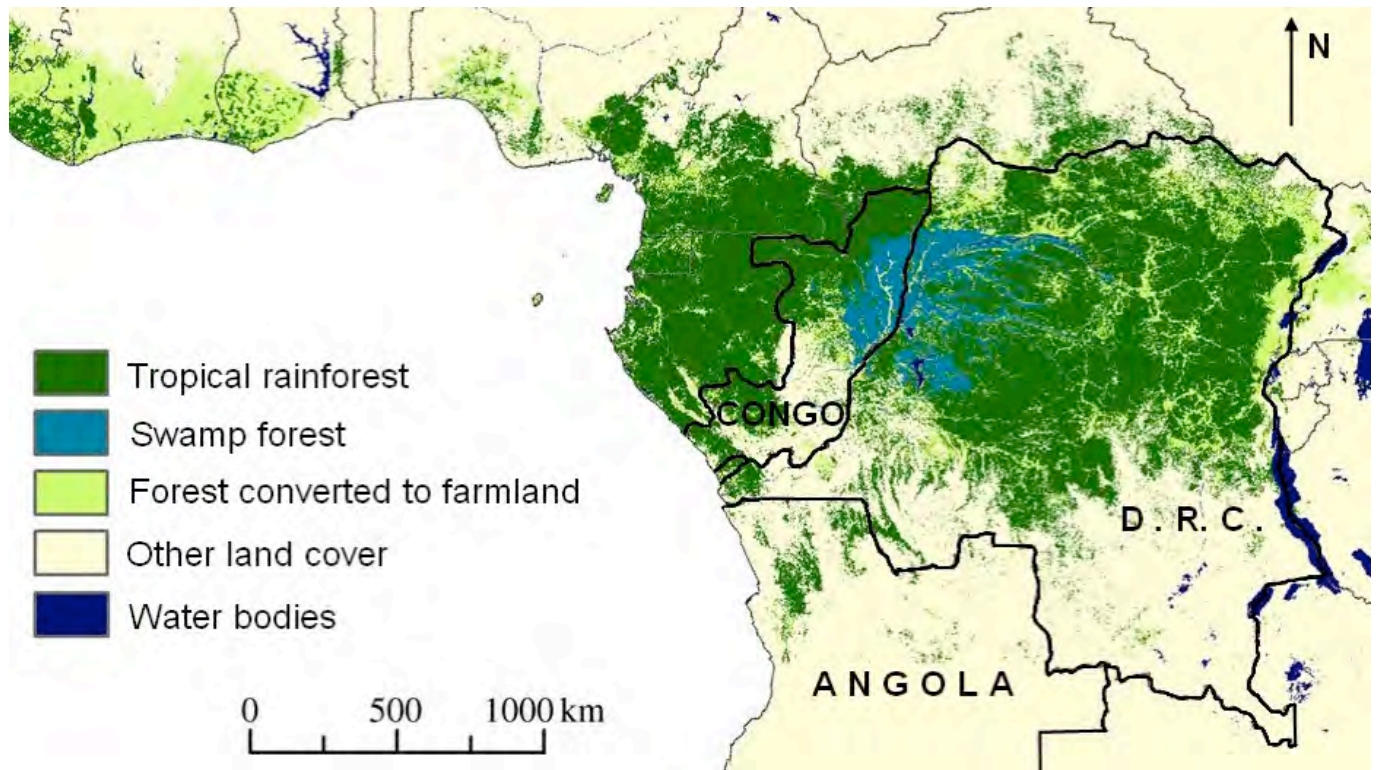 N
Tropical rainforest
Swamp forest
Forest converted to farmland
Other land cover
Water bodies
CONGO
D. R. C.
ANGOLA
0 500 1000 km